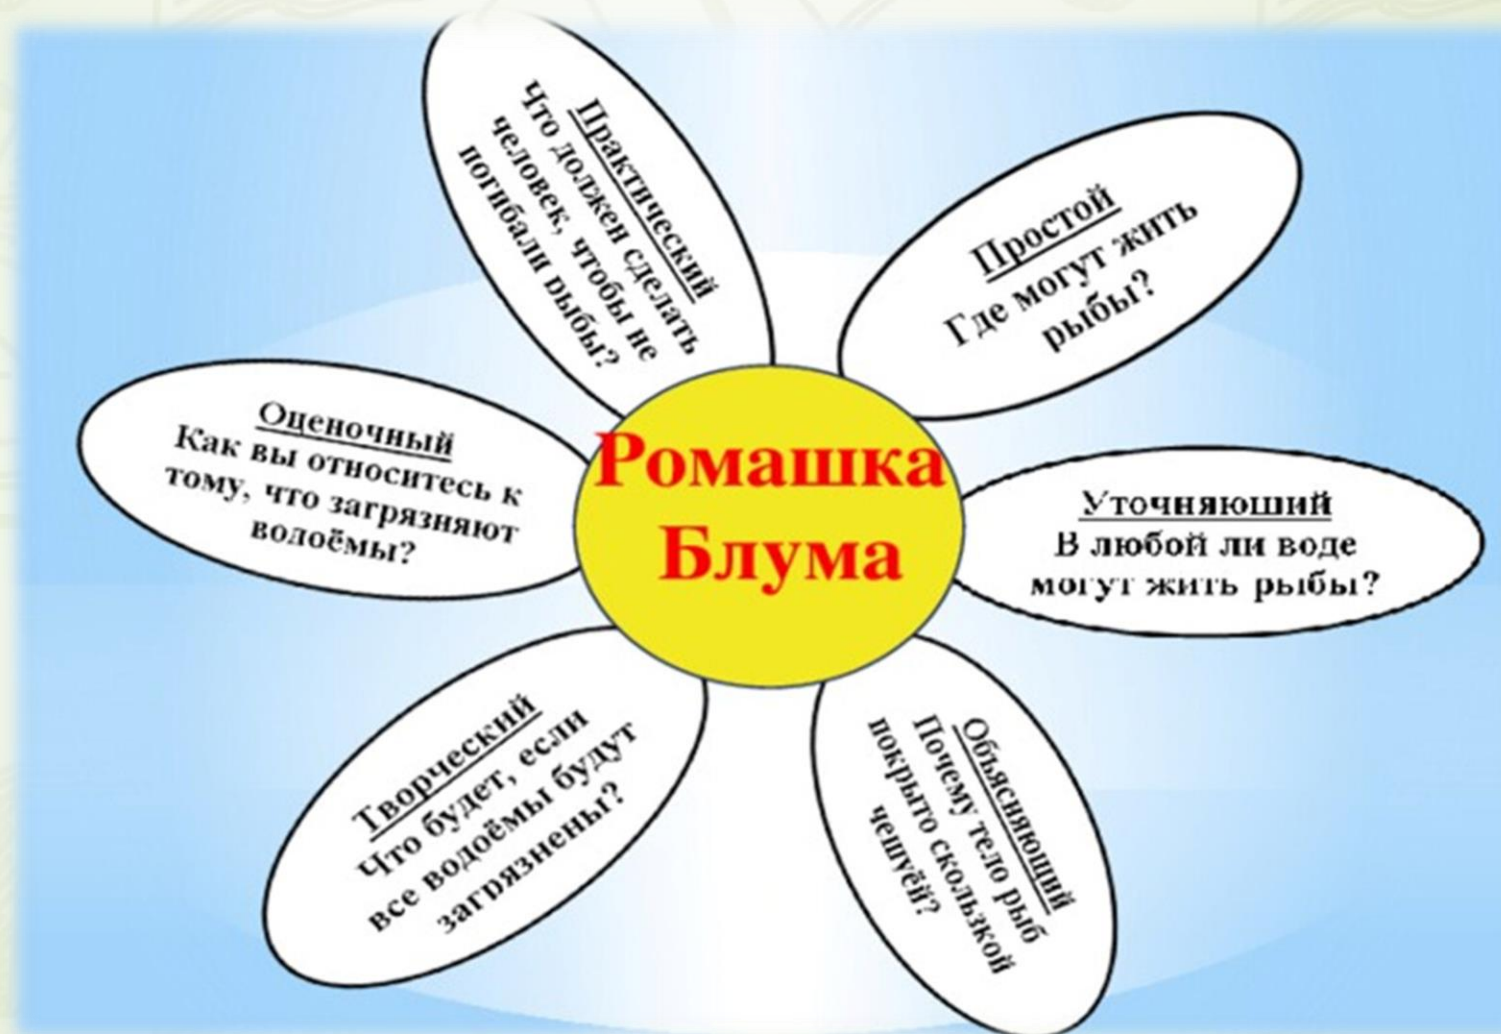 Ромашка
Блума
Практический
Что должен сделать
человек, чтобы не
погибали рыбы?
Простой
Где могут жить
рыбы?
Уточняюший
В любой ли воде
могут жить рыбы?
Объясняющий
Почему тело рыб
покрыто скользкой
чешуёй?
Творческий
Что будет, если
все водоёмы будут
загрязнены?
Оценочный
Как вы относитесь к
тому, что загрязняют
водоёмы?